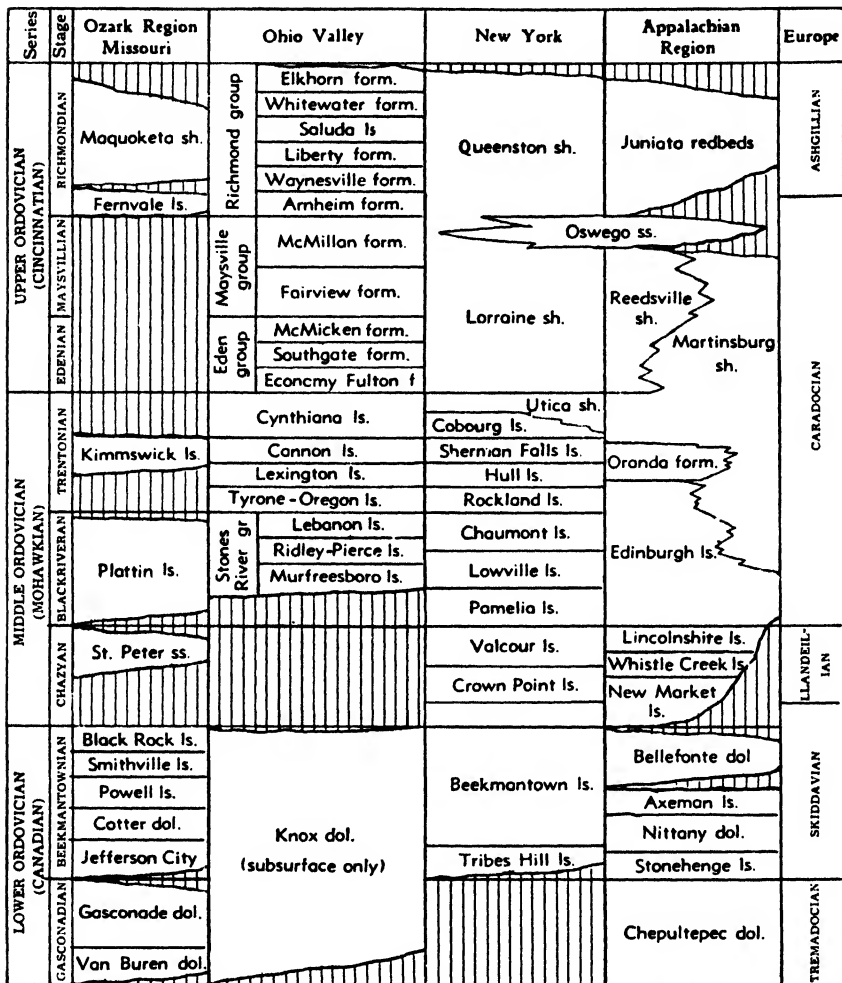 Series
Stage
Ozark Region
Missouri
Ohio Valley
New York
Appalachian
Region
Europe
UPPER ORDOVICIAN
(CINCINNATIAN)
RICHMONDIAN
MAYSVILLIAN
EDENIAN
Maquoketa sh.
Fernvale ls.
Richmond group
Elkhorn form.
Whitewater form.
Saluda ls
Liberty form.
Waynesville form.
Arnheim form.
Maysville
group
McMillan form.
Fairview form.
Eden
group
McMicken form.
Southgate form.
Economy Fulton f
Queenston sh.
Oswego ss.
Lorraine sh.
Juniata redbeds
Reedsville
sh.
Martinsburg
sh.
ASHGILLIAN
CARADOCIAN
MIDDLE ORDOVICIAN
(MOHAWKIAN)
TRENTONIAN
BLACKRIVERAN
CHAZYAN
Kimmswick ls.
Plattin ls.
St. Peter ss.
Cynthiana ls.
Cannon ls.
Lexington ls.
Tyrone-Oregon ls.
Stones
River gr
Lebanon ls.
Ridley-Pierce ls.
Murfreesboro ls.
Utica sh.
Cobourg ls.
Sherman Falls ls.
Hull ls.
Rockland ls.
Chaumont ls.
Lowville ls.
Pamelia ls.
Valcour ls.
Crown Point ls.
Oranda form.
Edinburgh ls.
Lincolnshite ls.
Whistle Creek ls.
New Market
ls.
LLANDEIL-
IAN
LOWER ORDOVICIAN
(CANADIAN)
BEEKMANTOWNIAN
GASCONADIAN
Black Rock ls.
Smithville ls.
Powell ls.
Cotter dol.
Jefferson City
Gasconade dol.
Van Buren dol.
Knox dol.
(subsurface only)
Beekmantown ls.
Tribes Hill ls.
Bellefonte dol
Axeman ls.
Nittany dol.
Stonehenge ls.
Chepultepec dol.
SKIDDAVIAN
TREMADOCIAN